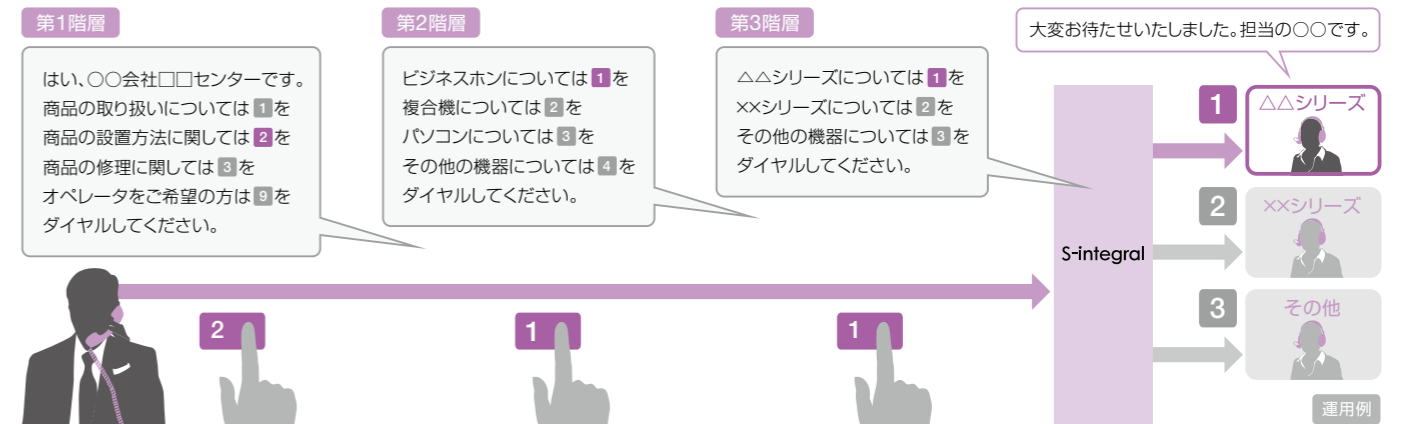 第1階層
はい、○○会社□□センターです。
商品の取り扱いについては1を
商品の設置方法に関しては2を
商品の修理に関しては3を
オペレータをご希望の方は9を
ダイヤルしてください。
第2階層
ビジネスホンについては1を
複合機については2を
パソコンについては3を
その他の機器については4を
ダイヤルしてください。
第3階層
△△シリーズについては1を
××シリーズについては2を
その他の機器については3を
ダイヤルしてください。
大変お待たせいたしました。担当の○○です。
2
1
1
S-integral
1
△△シリーズ
2
××シリーズ
3
その他
運用例